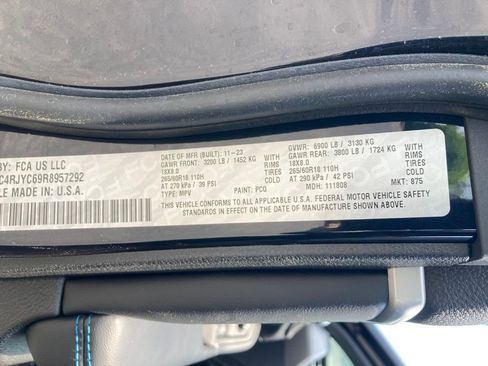 BY: FCA US LLC
C4RJYC69R8957292
LE MADE IN: U.S.A.
DATE OF MFR (BUILT): 11-23
GVWR: 6900 LB / 3130 KG
GAWR FRONT: 3200 LB / 1452 KG WITH
GAWR REAR: 3800 LB / 1724 KG WITH
18X8.0 RIMS
18X8.0 RIMS
265/60R18 110H TIRES
265/60R18 110H TIRES
AT 270 kPa / 39 PSI COLD
AT 290 kPa / 42 PSI COLD
TYPE: MPV PAINT: PCQ MDH: 111808 MKT: 875
THIS VEHICLE CONFORMS TO ALL APPLICABLE U.S.A. FEDERAL MOTOR VEHICLE SAFETY
STANDARDS IN EFFECT ON THE DATE OF MANUFACTURE SHOWN ABOVE.